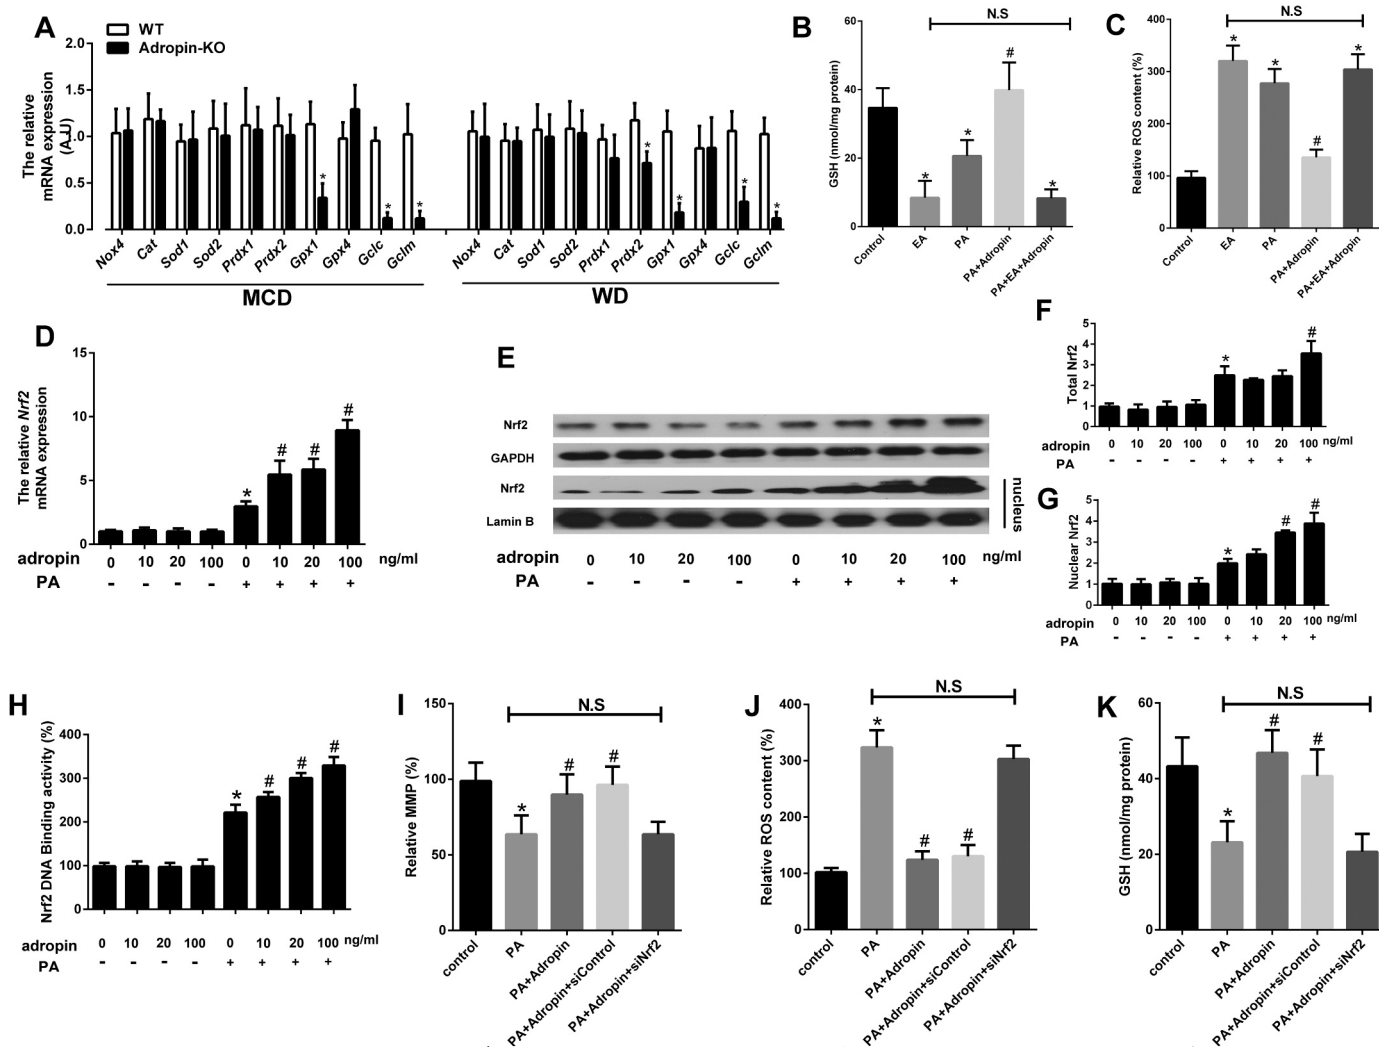 A
WT
Adropin-KO
The relative
mRNA expression
(A.U)
2.0
1.5
1.0
0.5
0.0
* * * * * * *
Nox4 Cat Sod1 Sod2 Prdx1 Prdx2 Gpx1 Gpx4 Gclc Gclm
Nox4 Cat Sod1 Sod2 Prdx1 Prdx2 Gpx1 Gpx4 Gclc Gclm
MCD WD
B
N.S
GSH (nmol/mg protein)
60
40
20
0
* * # *
Control EA PA PA+Adropin PA+EA+Adropin
C
N.S
Relative ROS content (%)
400
300
200
100
0
* * # *
Control EA PA PA+Adropin PA+EA+Adropin
D
The relative Nrf2
mRNA expression
15
10
5
0
* # # #
adropin 0 10 20 100 0 10 20 100 ng/ml
PA - - - - + + + +
E
Nrf2
GAPDH
Nrf2
Lamin B
nucleus
adropin 0 10 20 100 0 10 20 100 ng/ml
PA - - - - + + + +
F
Total Nrf2
5
4
3
2
1
0
* #
adropin 0 10 20 100 0 10 20 100 ng/ml
PA - - - - + + + +
G
Nuclear Nrf2
5
4
3
2
1
0
* # #
adropin 0 10 20 100 0 10 20 100 ng/ml
PA - - - - + + + +
H
Nrf2 DNA Binding activity (%)
400
300
200
100
0
* # # #
adropin 0 10 20 100 0 10 20 100 ng/ml
PA - - - - + + + +
I
N.S
Relative MMP (%)
150
100
50
0
* # #
control PA PA+Adropin PA+Adropin+siControl PA+Adropin+siNrf2
J
N.S
Relative ROS content (%)
400
300
200
100
0
* # #
control PA PA+Adropin PA+Adropin+siControl PA+Adropin+siNrf2
K
N.S
GSH (nmol/mg protein)
60
40
20
0
* # #
control PA PA+Adropin PA+Adropin+siControl PA+Adropin+siNrf2